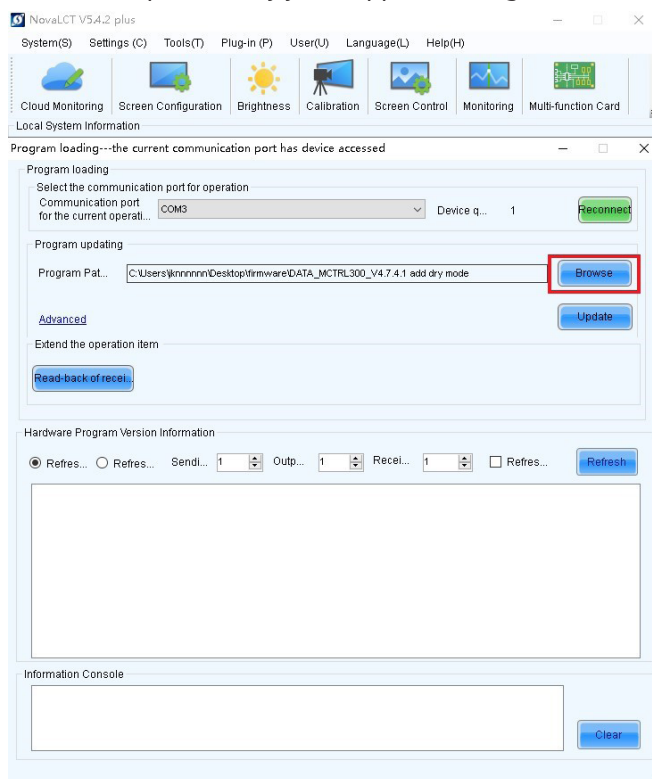 NovaLCT V5.4.2 plus
System(S) Settings (C) Tools(T) Plug-in (P) User(U) Language(L) Help(H)
Cloud Monitoring Screen Configuration Brightness Calibration Screen Control Monitoring Multi-function Card
Local System Information
Program loading---the current communication port has device accessed
Program loading
Select the communication port for operation
Communication port
for the current operati... COM3 Device q... 1 Reconnect
Program updating
Program Pat... C:\Users\jknnnnnn\Desktop\firmware\DATA_MCTRL300_V4.7.4.1 add dry mode Browse
Advanced Update
Extend the operation item
Read-back of recei...
Hardware Program Version Information
Refres... Refres... Sendi... 1 Outp... 1 Recei... 1 Refres... Refresh
Information Console
Clear